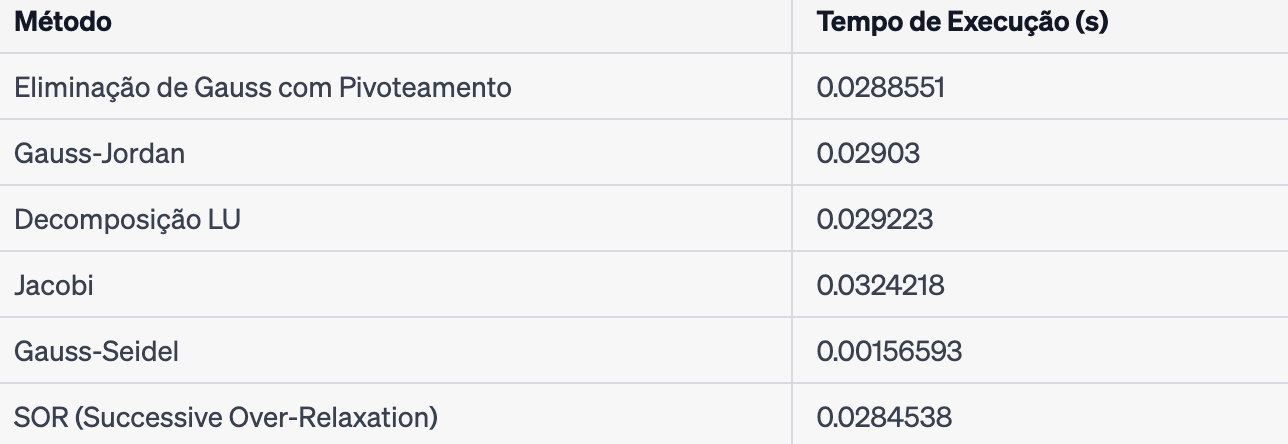 Método Tempo de Execução (s)
Eliminação de Gauss com Pivoteamento 0.0288551
Gauss-Jordan 0.02903
Decomposição LU 0.029223
Jacobi 0.0324218
Gauss-Seidel 0.00156593
SOR (Successive Over-Relaxation) 0.0284538